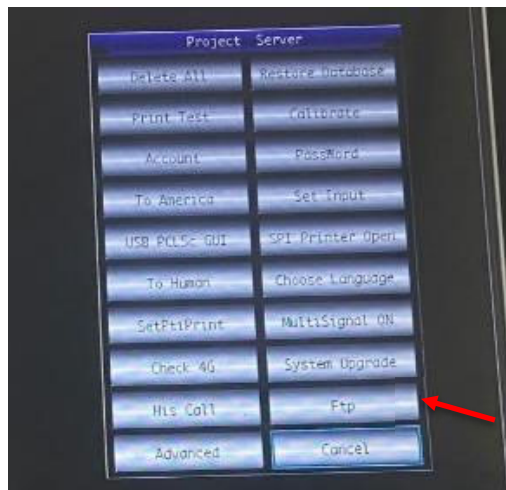 Project Server
Delete All Restore Database
Print Test Calibrate
Account PassWord
To America Set Input
USB PCL5c GUI SPI Printer Open
To Human Choose Language
SetPtiPrint MultiSignal ON
Check 4G System Upgrade
His Call Ftp
Advanced Cancel